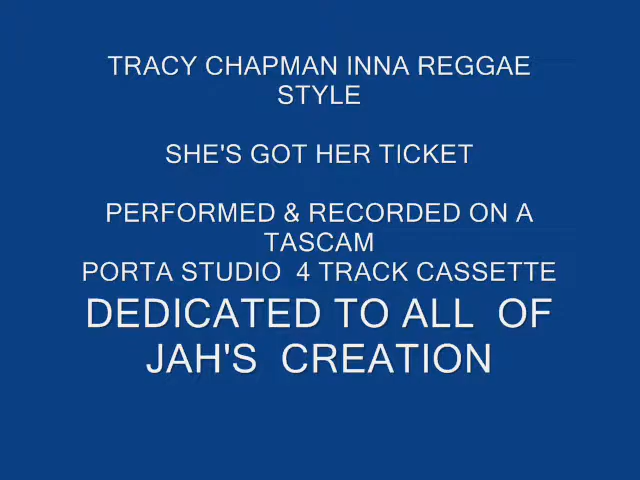 TRACY CHAPMAN INNA REGGAE
STYLE
SHE'S GOT HER TICKET
PERFORMED & RECORDED ON A
TASCAM
PORTA STUDIO  4 TRACK CASSETTE
DEDICATED TO ALL  OF
JAH'S  CREATION